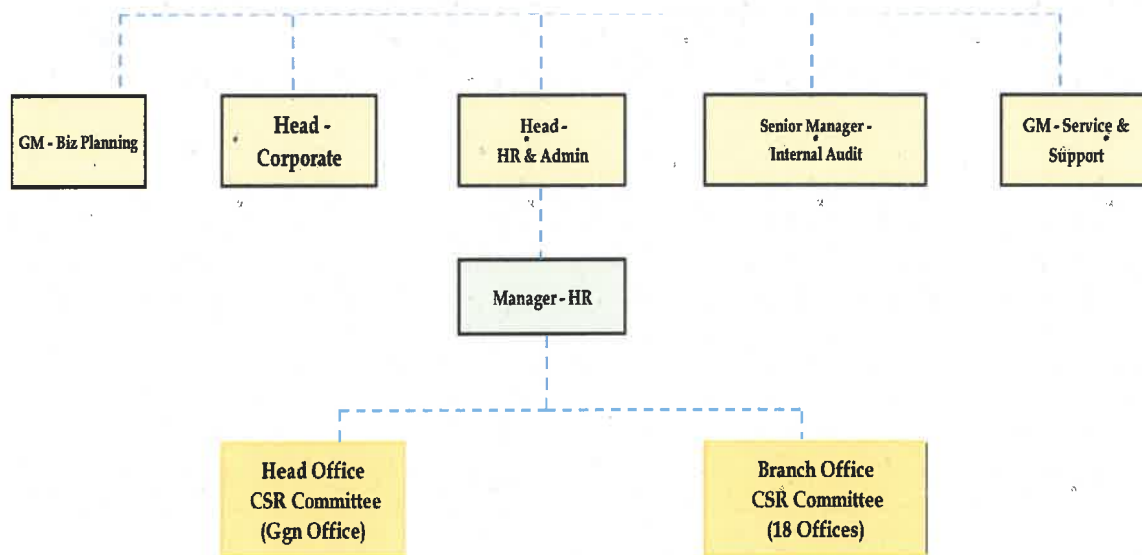 GM - Biz Planning
Head -
Corporate
Head -
HR & Admin
Senior Manager -
Internal Audit
GM - Service &
Support
Manager - HR
Head Office
CSR Committee
(Ggn Office)
Branch Office
CSR Committee
(18 Offices)